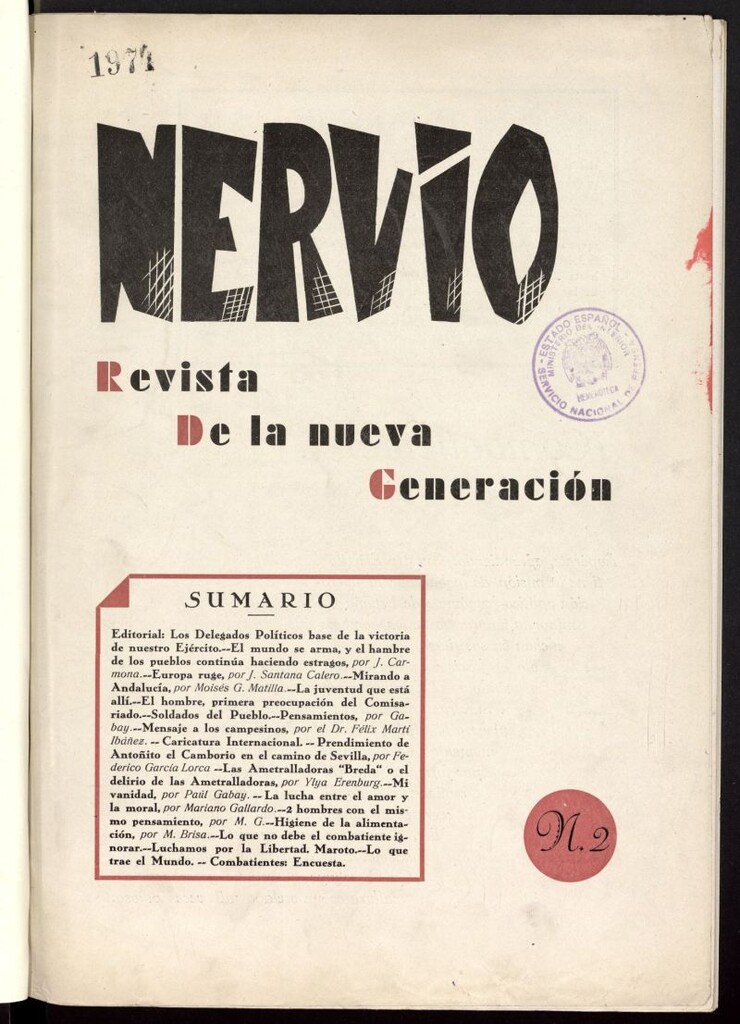 1971
NERVIO
Revista
De la nueva
Generación
ESTADO ESPAÑOL
MINISTERIO DEL INTERIOR
HEMEROTECA
SERVICIO NACIONAL DE PRENSA
SUMARIO
Editorial: Los Delegados Políticos base de la victoria
de nuestro Ejército.--El mundo se arma, y el hambre
de los pueblos continúa haciendo estragos, por J. Car-
mona.--Europa ruge, por J. Santana Calero.--Mirando a
Andalucía, por Moisés G. Matilla.--La juventud que está
allí.--El hombre, primera preocupación del Comisa-
riado.--Soldados del Pueblo.--Pensamientos, por Ga-
bay.--Mensaje a los campesinos, por el Dr. Félix Martí
Ibáñez. -- Caricatura Internacional. -- Prendimiento de
Antoñito el Camborio en el camino de Sevilla, por Fe-
derico García Lorca --Las Ametralladoras "Breda" o el
delirio de las Ametralladoras, por Ylya Erenburg.--Mi
vanidad, por Paúl Gabay. -- La lucha entre el amor y
la moral, por Mariano Gallardo.--2 hombres con el mis-
mo pensamiento, por M. G.--Higiene de la alimenta-
ción, por M. Brisa.--Lo que no debe el combatiente ig-
norar.--Luchamos por la Libertad. Maroto.--Lo que
trae el Mundo. -- Combatientes: Encuesta.
N. 2